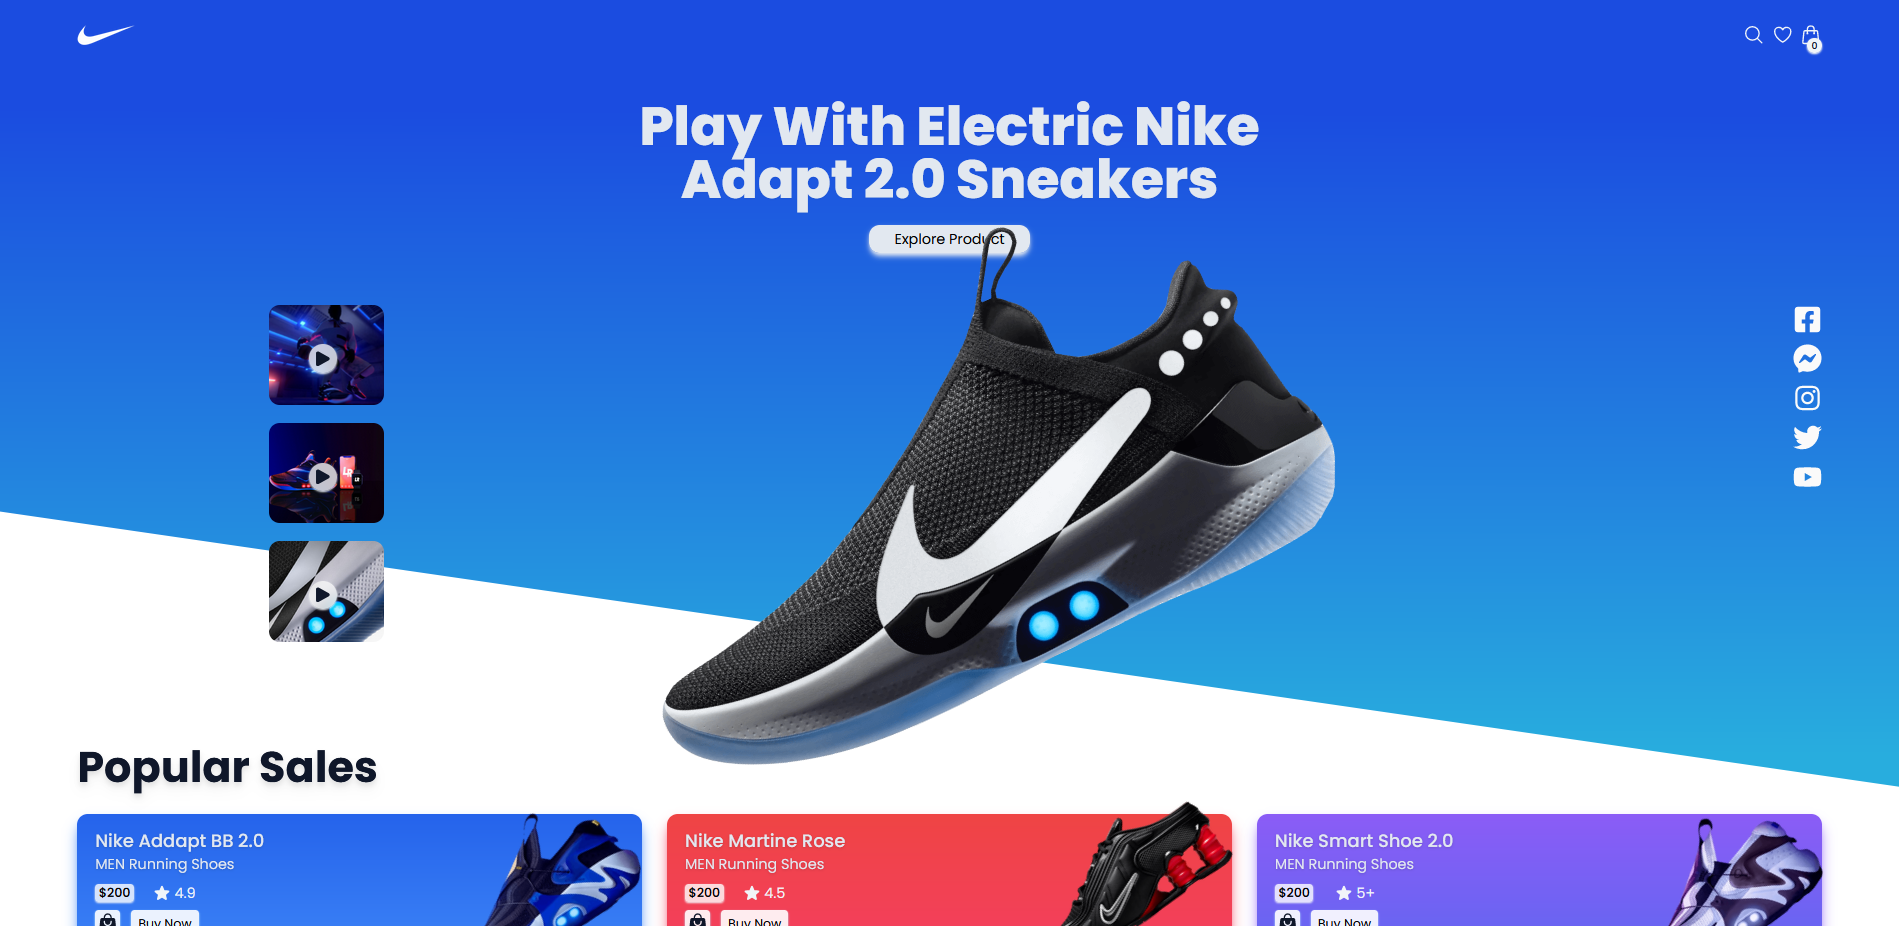 0
Play With Electric Nike
Adapt 2.0 Sneakers
Explore Product
Popular Sales
Nike Addapt BB 2.0
MEN Running Shoes
$200 4.9
Buy Now
Nike Martine Rose
MEN Running Shoes
$200 4.5
Buy Now
Nike Smart Shoe 2.0
MEN Running Shoes
$200 5+
Buy Now